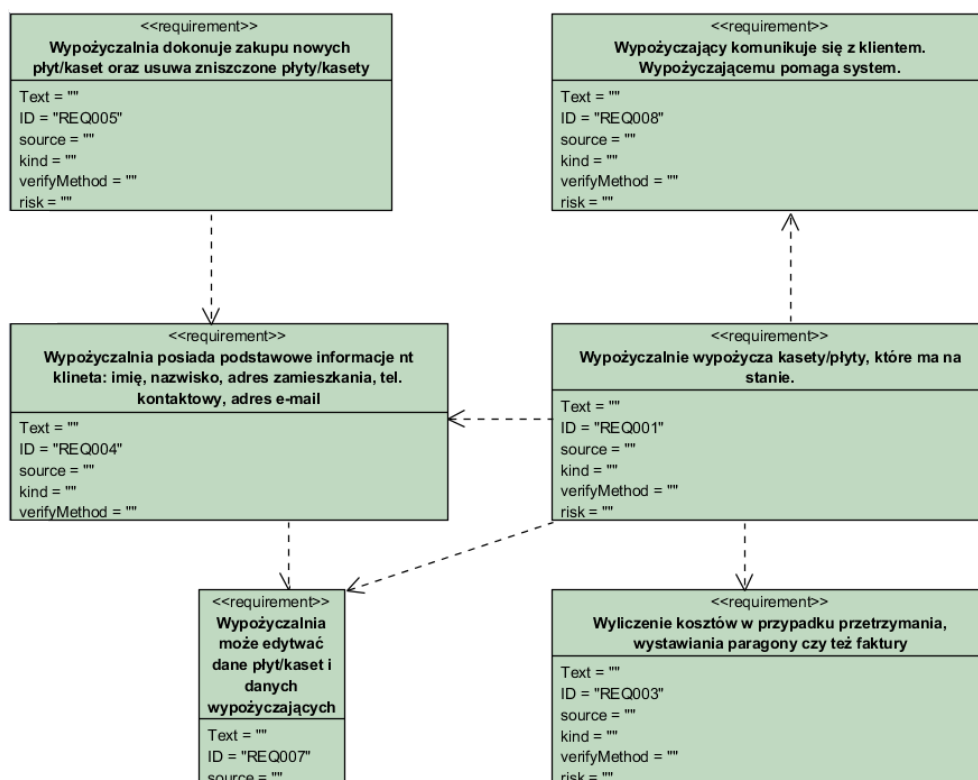 <<requirement>>
Wypożyczalnia dokonuje zakupu nowych
płyt/kaset oraz usuwa zniszczone płyty/kasety
Text = ""
ID = "REQ005"
source = ""
kind = ""
verifyMethod = ""
risk = ""
<<requirement>>
Wypożyczający komunikuje się z klientem.
Wypożyczającemu pomaga system.
Text = ""
ID = "REQ008"
source = ""
kind = ""
verifyMethod = ""
risk = ""
<<requirement>>
Wypożyczalnia posiada podstawowe informacje nt
klineta: imię, nazwisko, adres zamieszkania, tel.
kontaktowy, adres e-mail
Text = ""
ID = "REQ004"
source = ""
kind = ""
verifyMethod = ""
<<requirement>>
Wypożyczalnie wypożycza kasety/płyty, które ma na
stanie.
Text = ""
ID = "REQ001"
source = ""
kind = ""
verifyMethod = ""
risk = ""
<<requirement>>
Wypożyczalnia
może edytwać
dane płyt/kaset i
danych
wypożyczających
Text = ""
ID = "REQ007"
source = ""
<<requirement>>
Wyliczenie kosztów w przypadku przetrzymania,
wystawiania paragony czy też faktury
Text = ""
ID = "REQ003"
source = ""
kind = ""
verifyMethod = ""
risk = ""